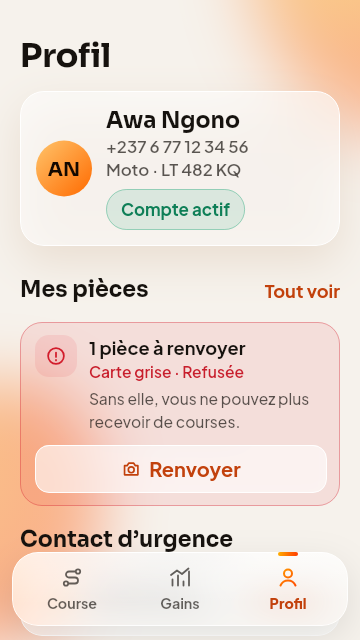 Profil
AN
Awa Ngono
+237 6 77 12 34 56
Moto · LT 482 KQ
Compte actif
Mes pièces
Tout voir
1 pièce à renvoyer
Carte grise · Refusée
Sans elle, vous ne pouvez plus
recevoir de courses.
Renvoyer
Contact d’urgence
Course
Gains
Profil